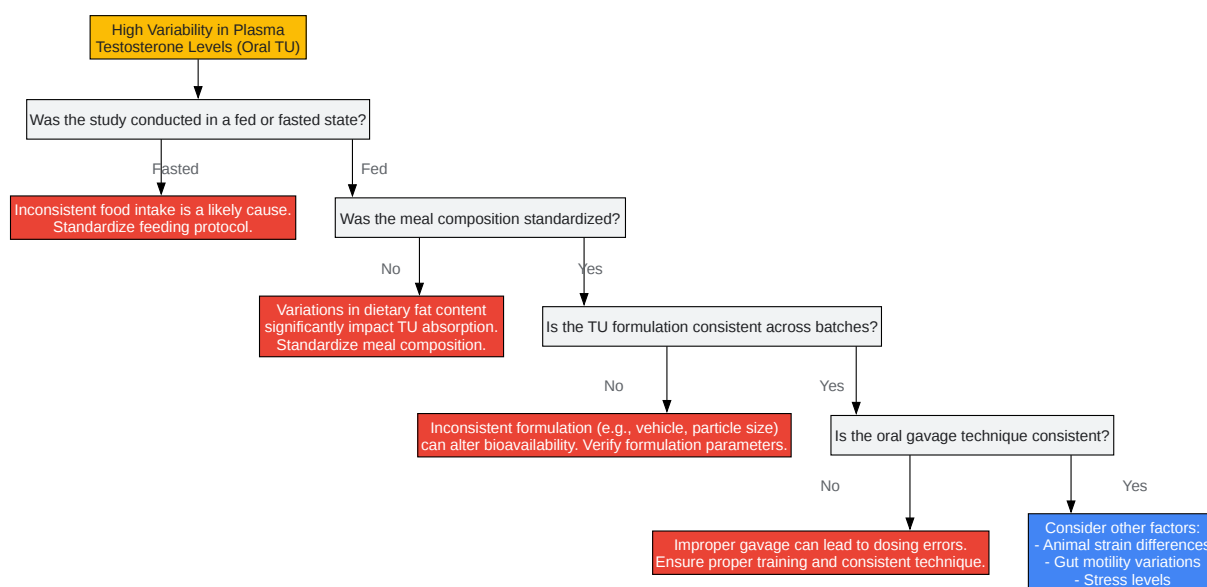 High Variability in Plasma
Testosterone Levels (Oral TU)
Was the study conducted in a fed or fasted state?
Fasted
Fed
Inconsistent food intake is a likely cause.
Standardize feeding protocol.
Was the meal composition standardized?
No
Yes
Variations in dietary fat content
significantly impact TU absorption.
Standardize meal composition.
Is the TU formulation consistent across batches?
No
Yes
Inconsistent formulation (e.g., vehicle, particle size)
can alter bioavailability. Verify formulation parameters.
Is the oral gavage technique consistent?
No
Yes
Improper gavage can lead to dosing errors.
Ensure proper training and consistent technique.
Consider other factors:
- Animal strain differences
- Gut motility variations
- Stress levels